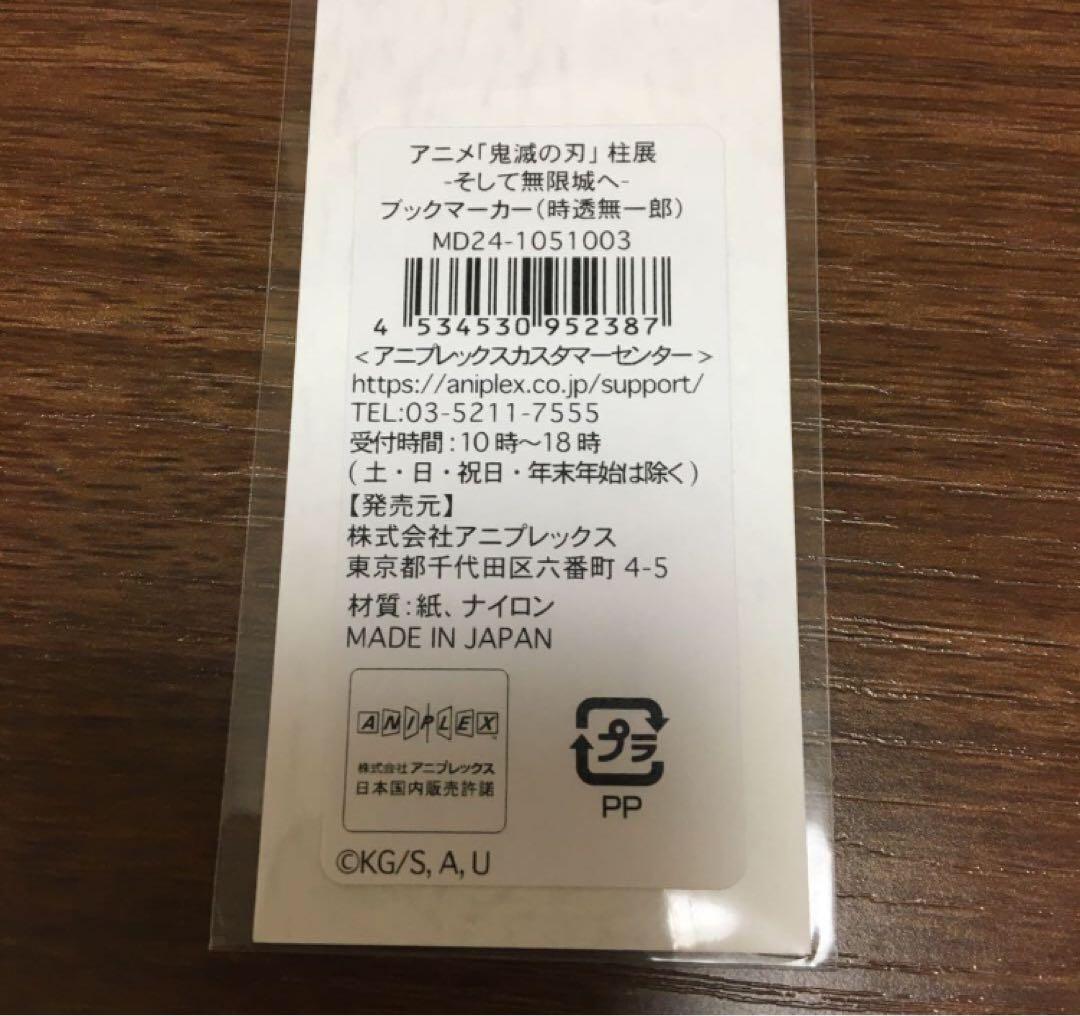 アニメ「鬼滅の刃」柱展
-そして無限城へ-
ブックマーカー(時透無一郎)
MD24-1051003
4 534530 952387
<アニプレックスカスタマーセンター>
https://aniplex.co.jp/support/
TEL:03-5211-7555
受付時間:10時～18時
(土・日・祝日・年末年始は除く)
【発売元】
株式会社アニプレックス
東京都千代田区六番町 4-5
材質:紙、ナイロン
MADE IN JAPAN
ANIPLEX
株式会社アニプレックス
日本国内販売許諾
プラ
PP
©KG/S, A, U